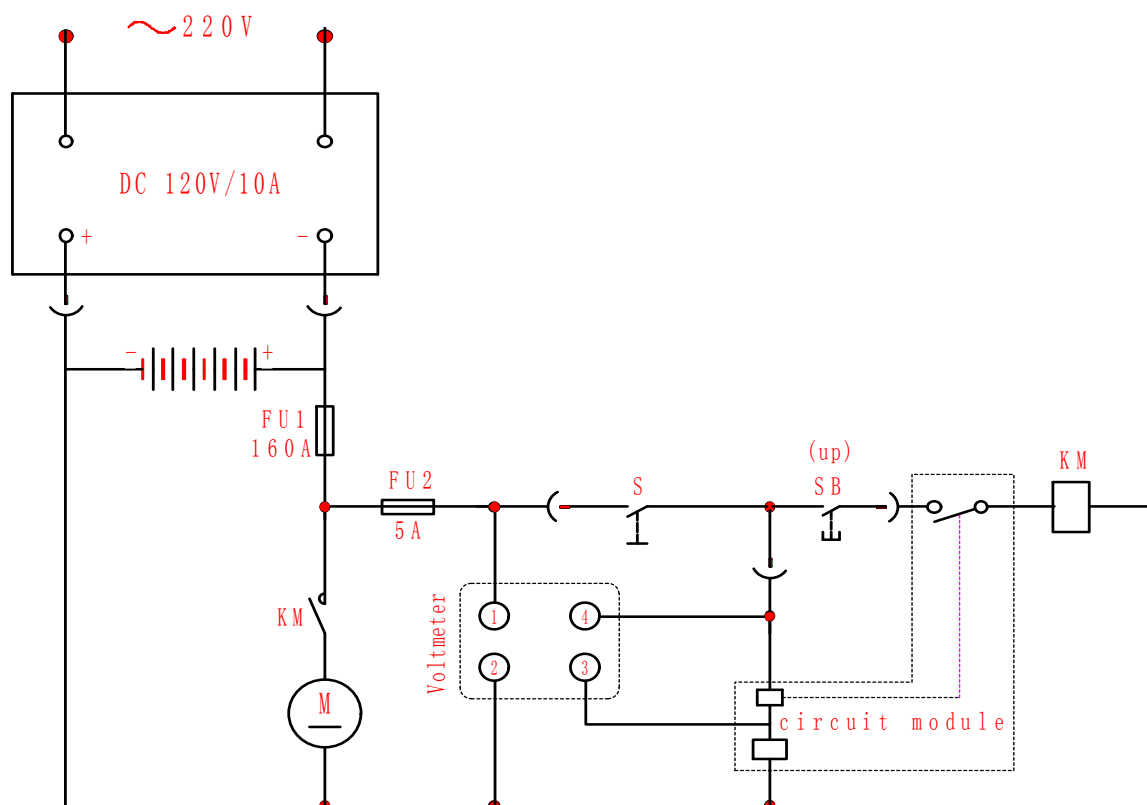 ~220V
DC 120V/10A
+
-
-
+
FU1
160A
FU2
5A
S
(up)
SB
KM
KM
Voltmeter
1
4
2
3
M
circuit module